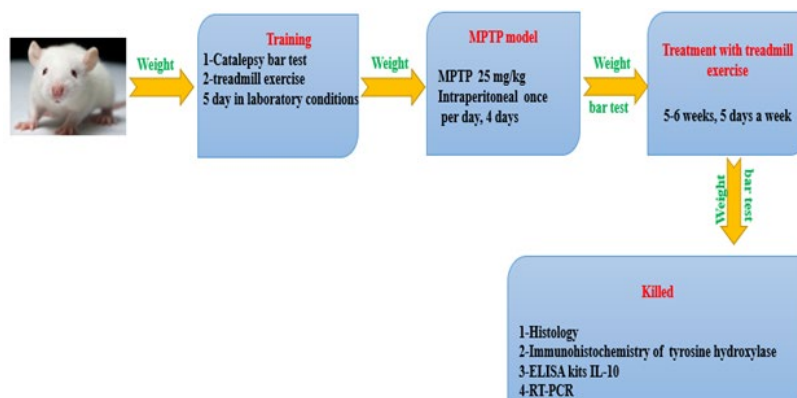 Weight
Training
1-Catalepsy bar test
2-treadmill exercise
5 day in laboratory conditions
Weight
MPTP model
MPTP 25 mg/kg
Intraperitoneal once
per day, 4 days
Weight
bar test
Treatment with treadmill
exercise
5-6 weeks, 5 days a week
Weight
bar test
Killed
1-Histology
2-Immunohistochemistry of tyrosine hydroxylase
3-ELISA kits IL-10
4-RT-PCR